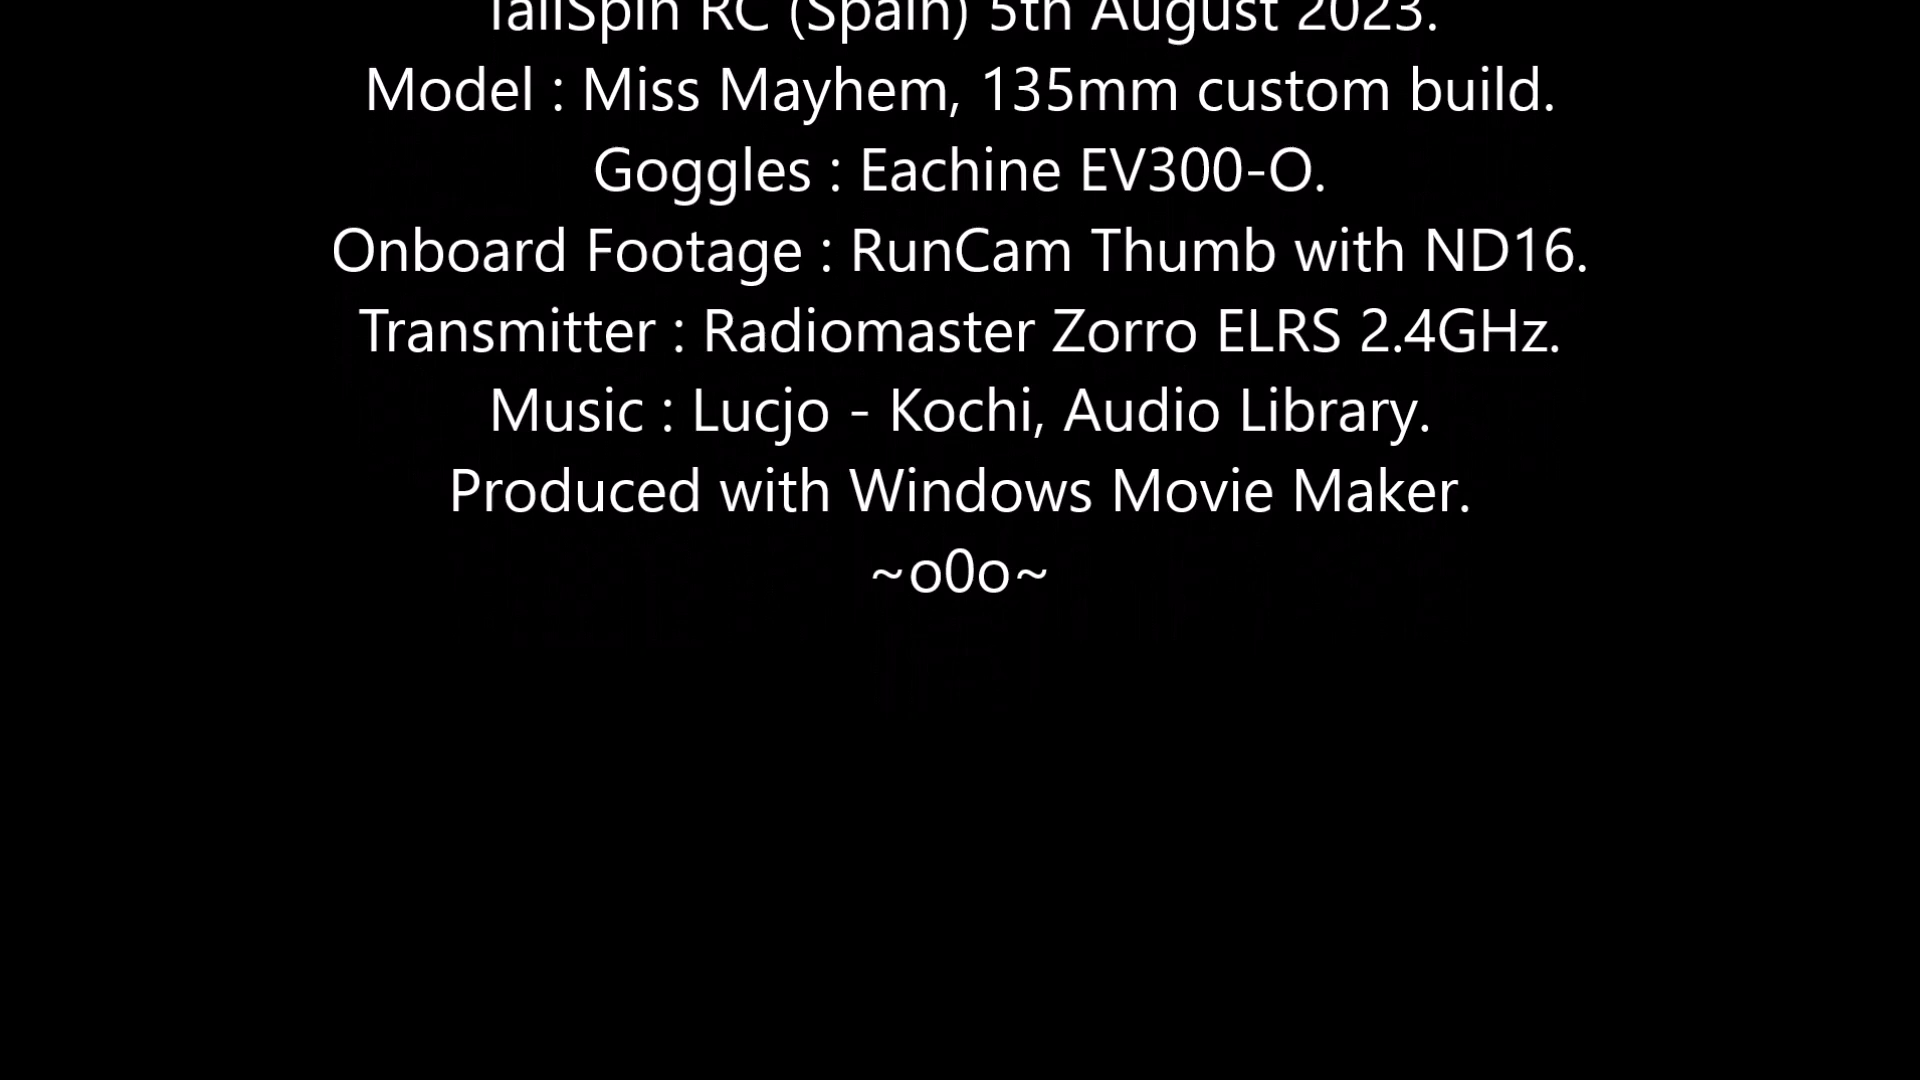 TailSpin RC (Spain) 5th August 2023.
Model : Miss Mayhem, 135mm custom build.
Goggles : Eachine EV300-O.
Onboard Footage : RunCam Thumb with ND16.
Transmitter : Radiomaster Zorro ELRS 2.4GHz.
Music : Lucjo - Kochi, Audio Library.
Produced with Windows Movie Maker.
~o0o~